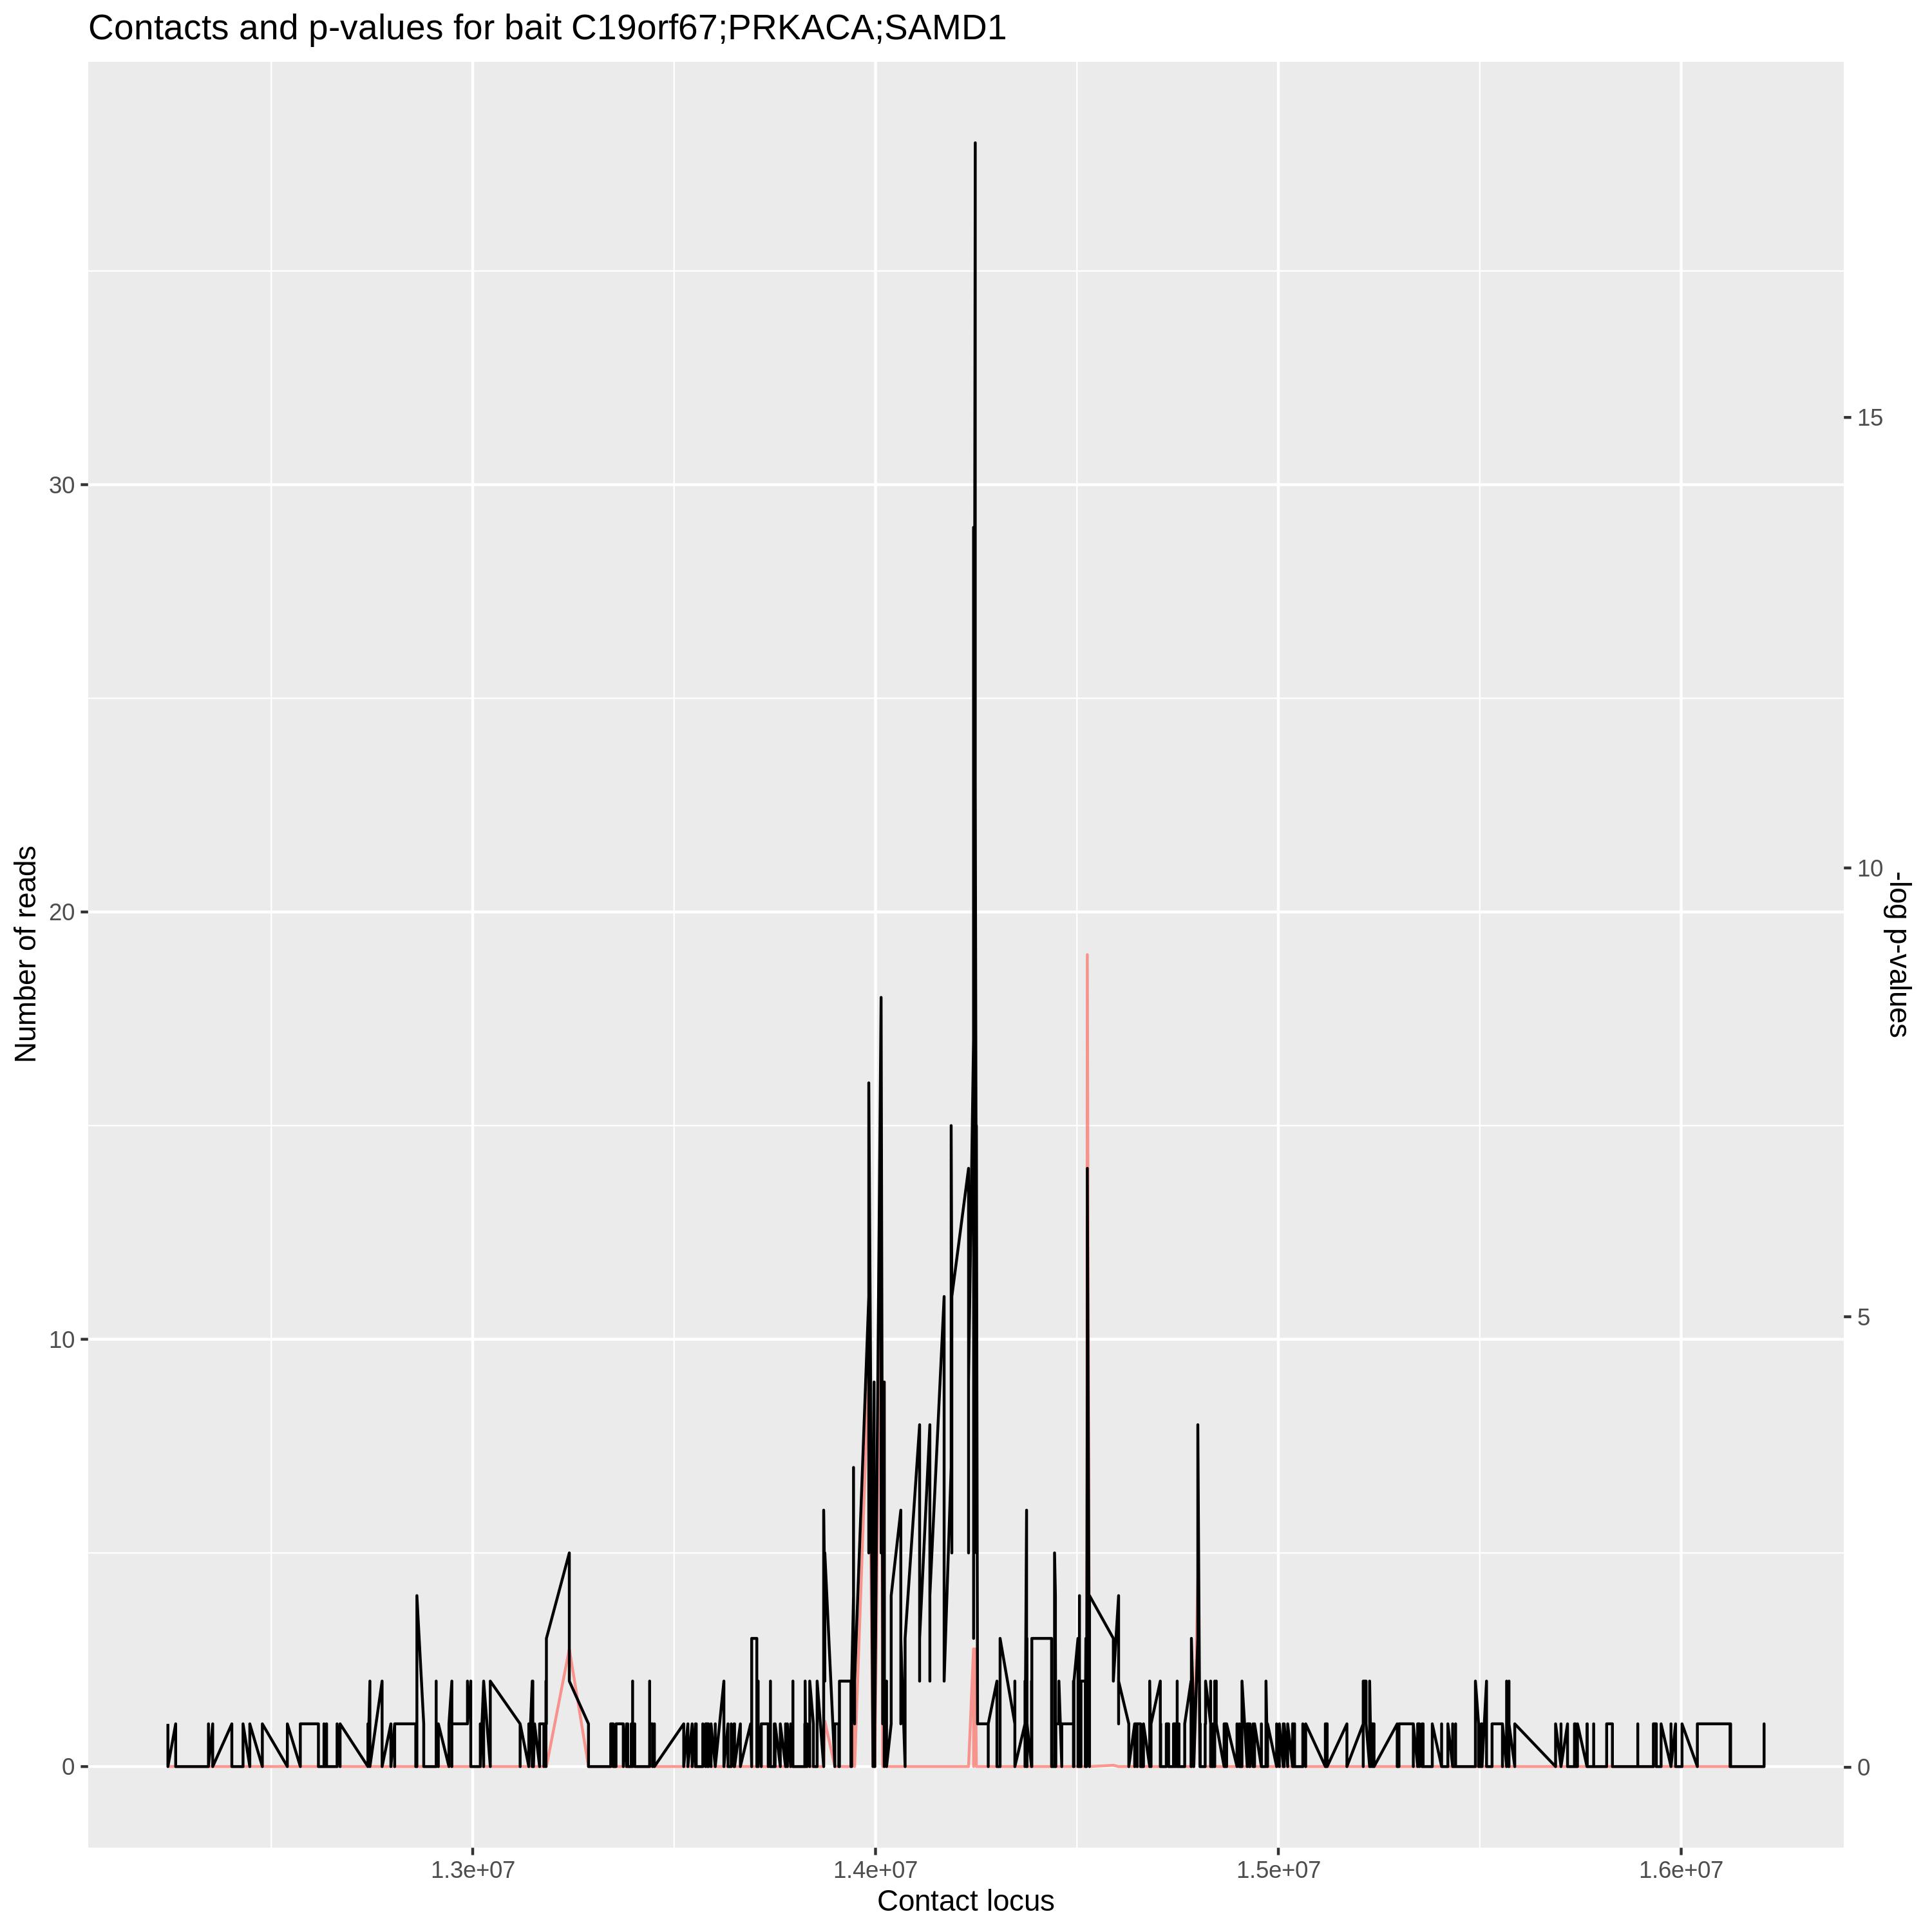 Contacts and p-values for bait C19orf67;PRKACA;SAMD1
Number of reads
30
20
10
0
15
10
5
0
-log p-values
1.3e+07
1.4e+07
1.5e+07
1.6e+07
Contact locus